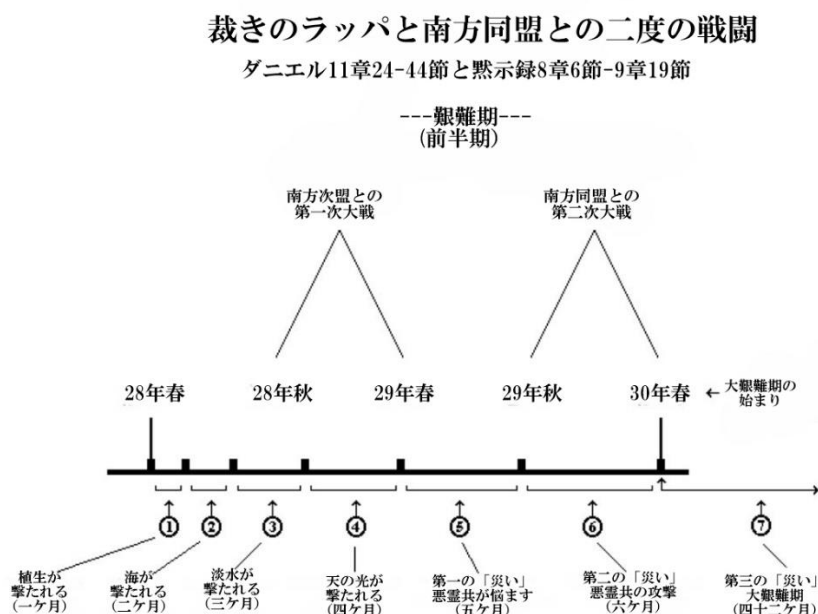 裁きのラッパと南方同盟との二度の戦闘
ダニエル11章24-44節と黙示録8章6節-9章19節
---艱難期---
(前半期)
南方次盟との
第一次大戦
南方同盟との
第二次大戦
28年春
28年秋
29年春
29年秋
30年春
←大艱難期の
始まり
①
②
③
④
⑤
⑥
⑦
植生が
撃たれる
(一ケ月)
海が
撃たれる
(二ケ月)
淡水が
撃たれる
(三ケ月)
天の光が
撃たれる
(四ケ月)
第一の「災い」
悪霊共が悩ます
(五ケ月)
第二の「災い」
悪霊共の攻撃
(六ケ月)
第三の「災い」
大艱難期
(四十二ケ月)